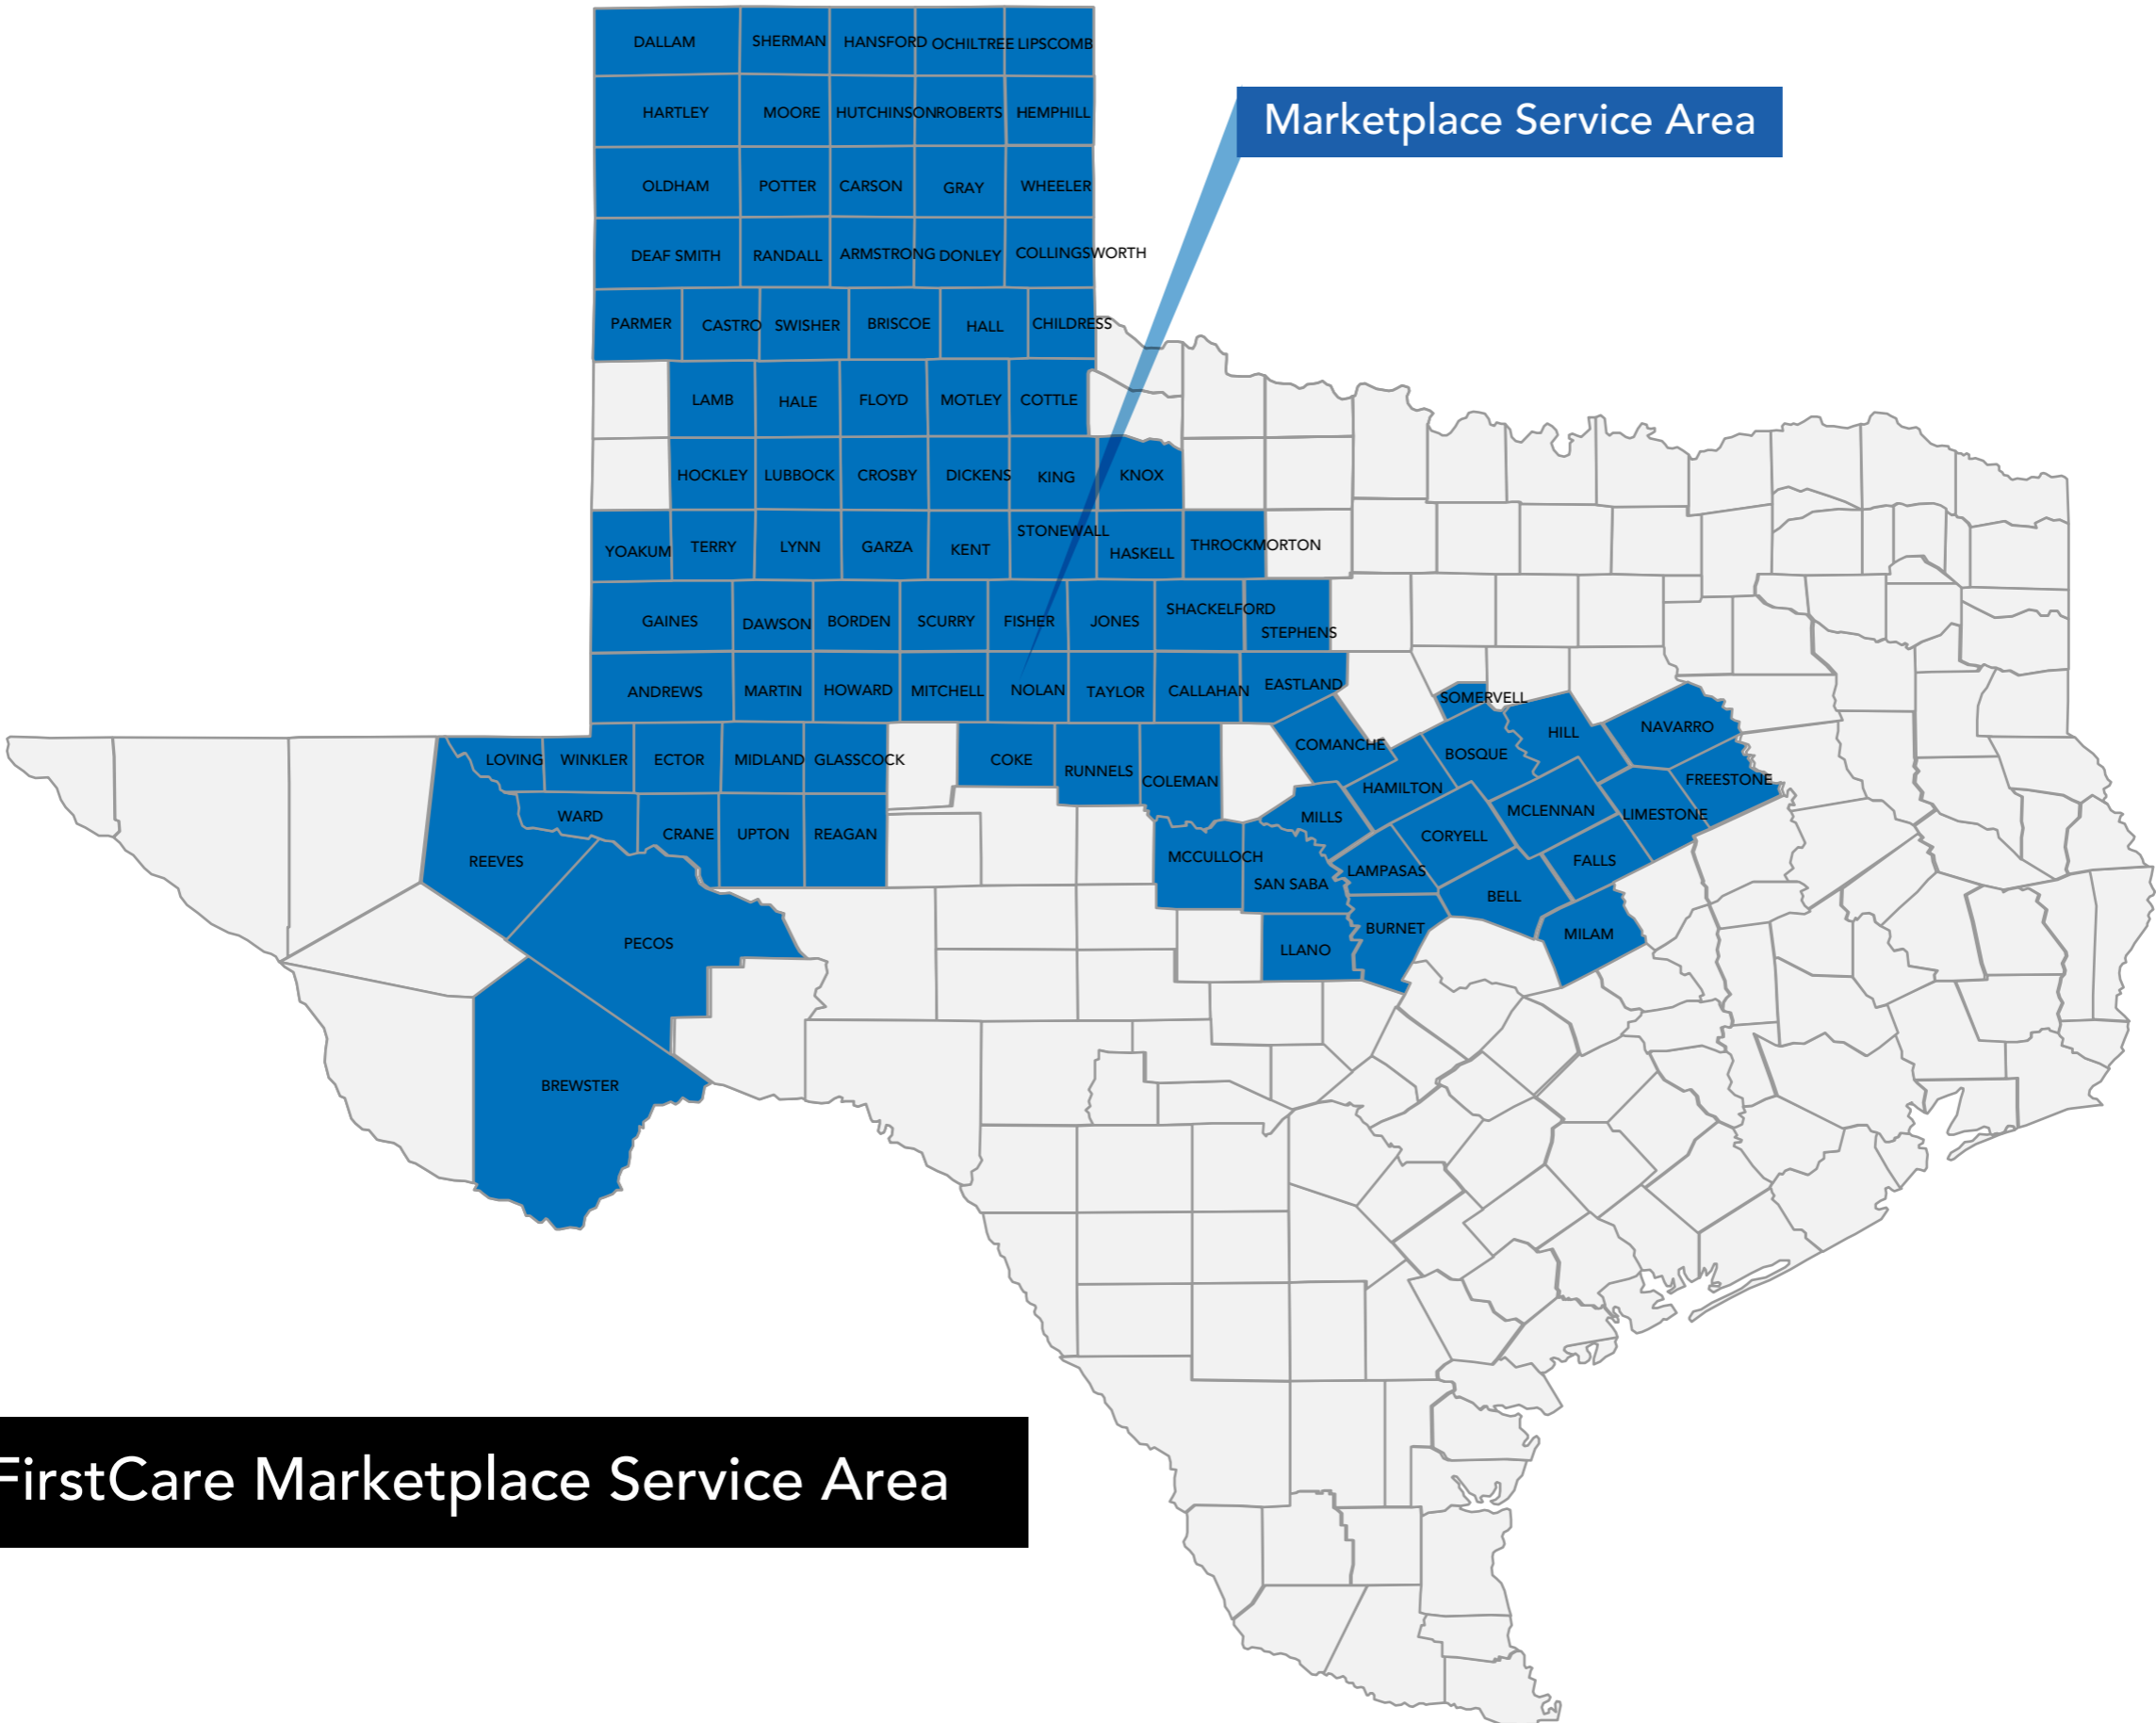 DALLAM SHERMAN HANSFORD OCHILTREE LIPSCOMB
HARTLEY MOORE HUTCHINSON ROBERTS HEMPHILL
Marketplace Service Area
OLDHAM POTTER CARSON GRAY WHEELER
DEAF SMITH RANDALL ARMSTRONG DONLEY COLLINGSWORTH
PARMER CASTRO SWISHER BRISCOE HALL CHILDRESS
LAMB HALE FLOYD MOTLEY COTTLE
HOCKLEY LUBBOCK CROSBY DICKENS KING KNOX
YOAKUM TERRY LYNN GARZA KENT STONEWALL HASKELL THROCKMORTON
GAINES DAWSON BORDEN SCURRY FISHER JONES SHACKELFORD STEPHENS
ANDREWS MARTIN HOWARD MITCHELL NOLAN TAYLOR CALLAHAN EASTLAND SOMERVELL
LOVING WINKLER ECTOR MIDLAND GLASSCOCK COKE RUNNELS COLEMAN COMANCHE BOSQUE HILL NAVARRO
HAMILTON FREESTONE
WARD CRANE UPTON REAGAN MILLS CORYELL MCLENNAN LIMESTONE
REEVES MCCULLOCH SAN SABA LAMPASAS BELL FALLS
PECOS LLANO BURNET MILAM
BREWSTER
FirstCare Marketplace Service Area